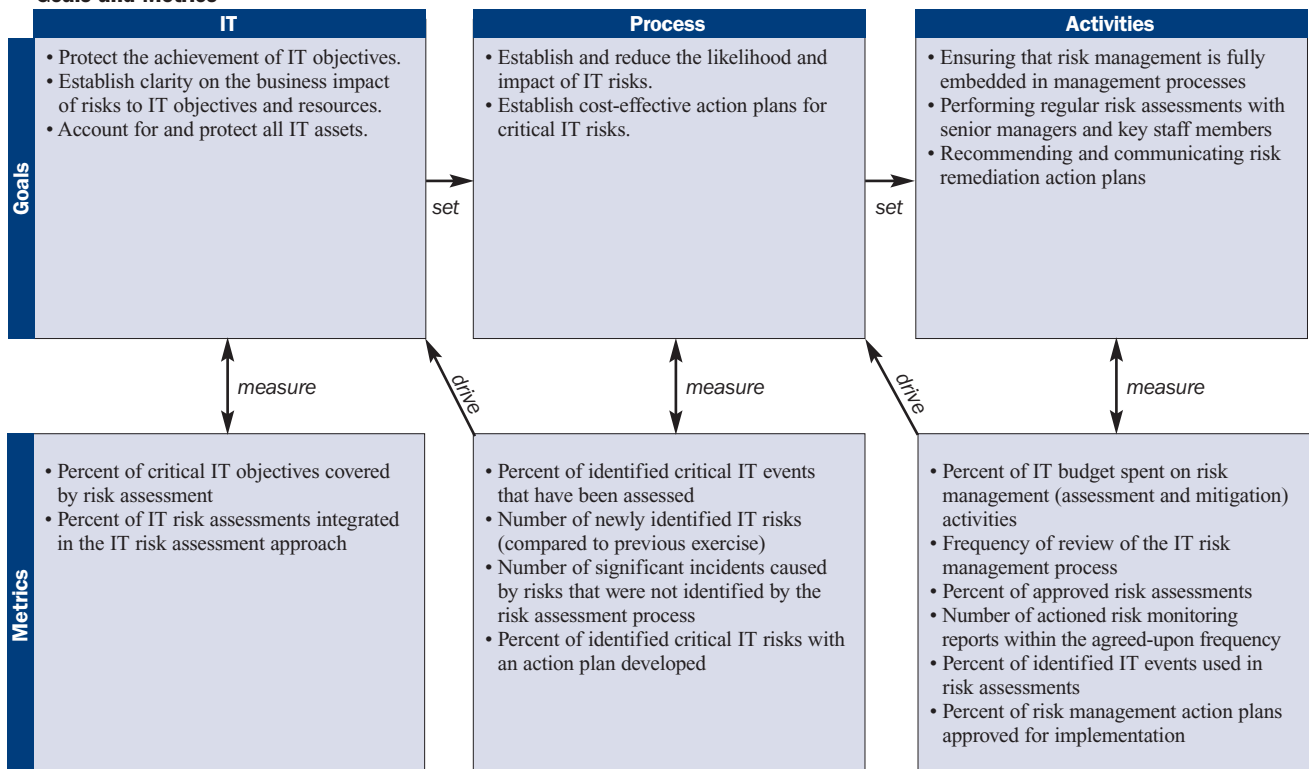 Goals and Metrics
IT
Process
Activities
Goals
• Protect the achievement of IT objectives.
• Establish clarity on the business impact
of risks to IT objectives and resources.
• Account for and protect all IT assets.
set
• Establish and reduce the likelihood and
impact of IT risks.
• Establish cost-effective action plans for
critical IT risks.
set
• Ensuring that risk management is fully
embedded in management processes
• Performing regular risk assessments with
senior managers and key staff members
• Recommending and communicating risk
remediation action plans
measure
drive
measure
drive
measure
Metrics
• Percent of critical IT objectives covered
by risk assessment
• Percent of IT risk assessments integrated
in the IT risk assessment approach
• Percent of identified critical IT events
that have been assessed
• Number of newly identified IT risks
(compared to previous exercise)
• Number of significant incidents caused
by risks that were not identified by the
risk assessment process
• Percent of identified critical IT risks with
an action plan developed
• Percent of IT budget spent on risk
management (assessment and mitigation)
activities
• Frequency of review of the IT risk
management process
• Percent of approved risk assessments
• Number of actioned risk monitoring
reports within the agreed-upon frequency
• Percent of identified IT events used in
risk assessments
• Percent of risk management action plans
approved for implementation